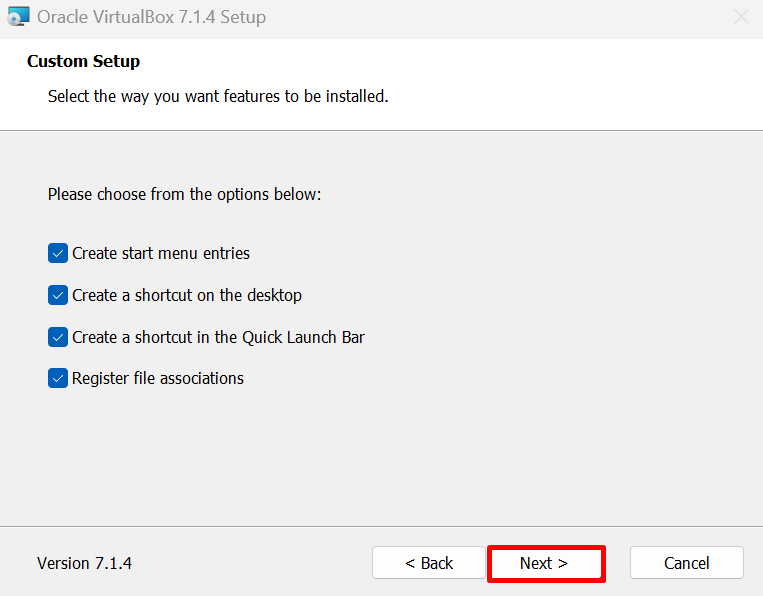 Oracle VirtualBox 7.1.4 Setup
Custom Setup
Select the way you want features to be installed.
Please choose from the options below:
Create start menu entries
Create a shortcut on the desktop
Create a shortcut in the Quick Launch Bar
Register file associations
Version 7.1.4
< Back
Next >
Cancel